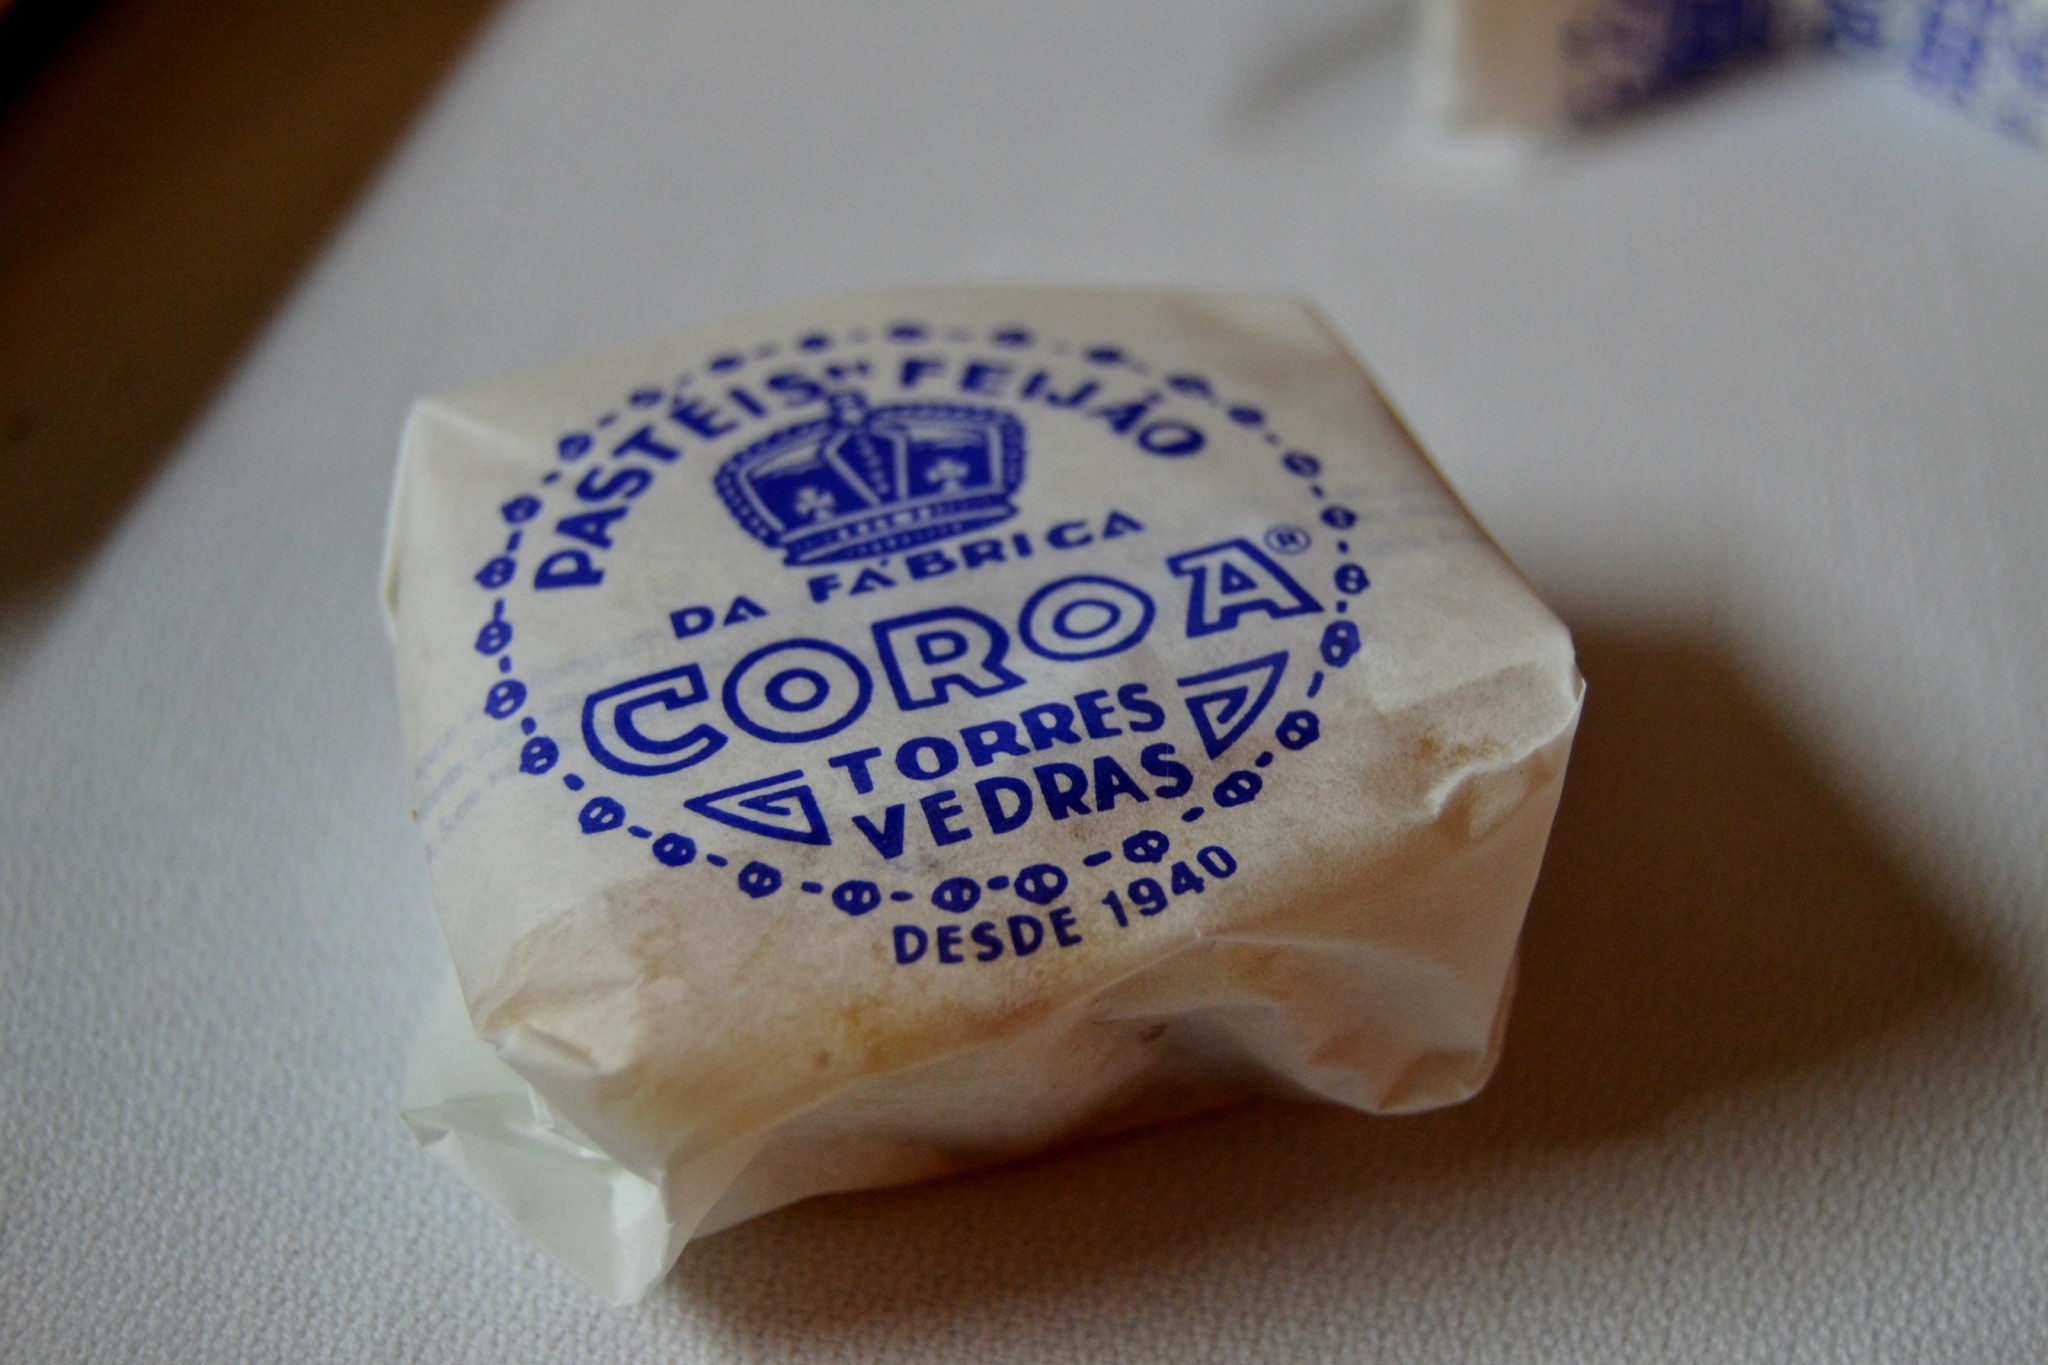 PASTÉIS DE FEIJÃO
DA FÁBRICA
COROA®
TORRES
VEDRAS
DESDE 1940